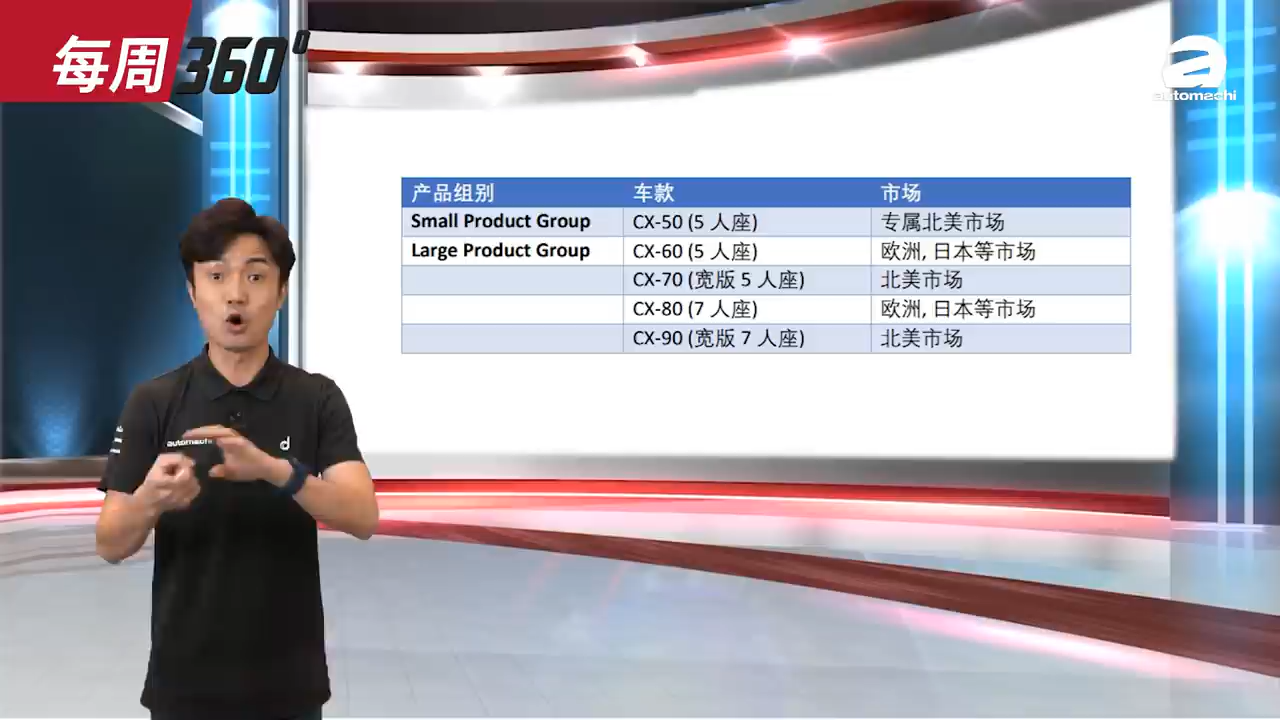 每周360°
automachi
产品组别 车款 市场
Small Product Group CX-50 (5 人座) 专属北美市场
Large Product Group CX-60 (5 人座) 欧洲, 日本等市场
CX-70 (宽版 5 人座) 北美市场
CX-80 (7 人座) 欧洲, 日本等市场
CX-90 (宽版 7 人座) 北美市场
automachi
d